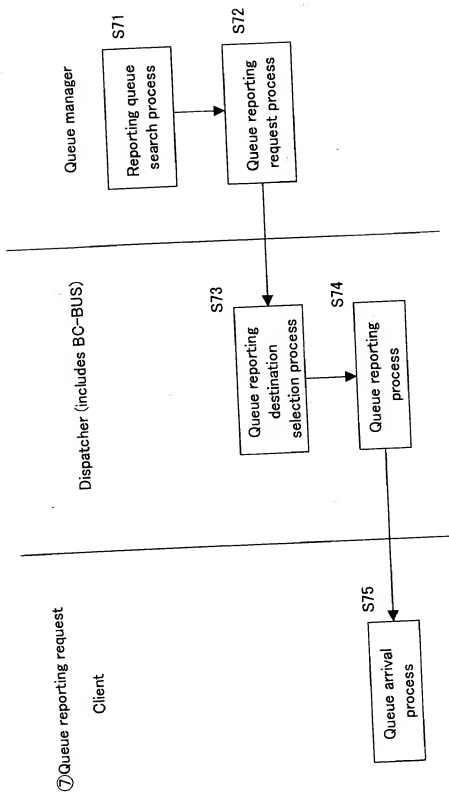 ⑦Queue reporting request
Client
Dispatcher (includes BC-BUS)
Queue manager
S71
Reporting queue
search process
S72
Queue reporting
request process
S73
Queue reporting
destination
selection process
S74
Queue reporting
process
S75
Queue arrival
process